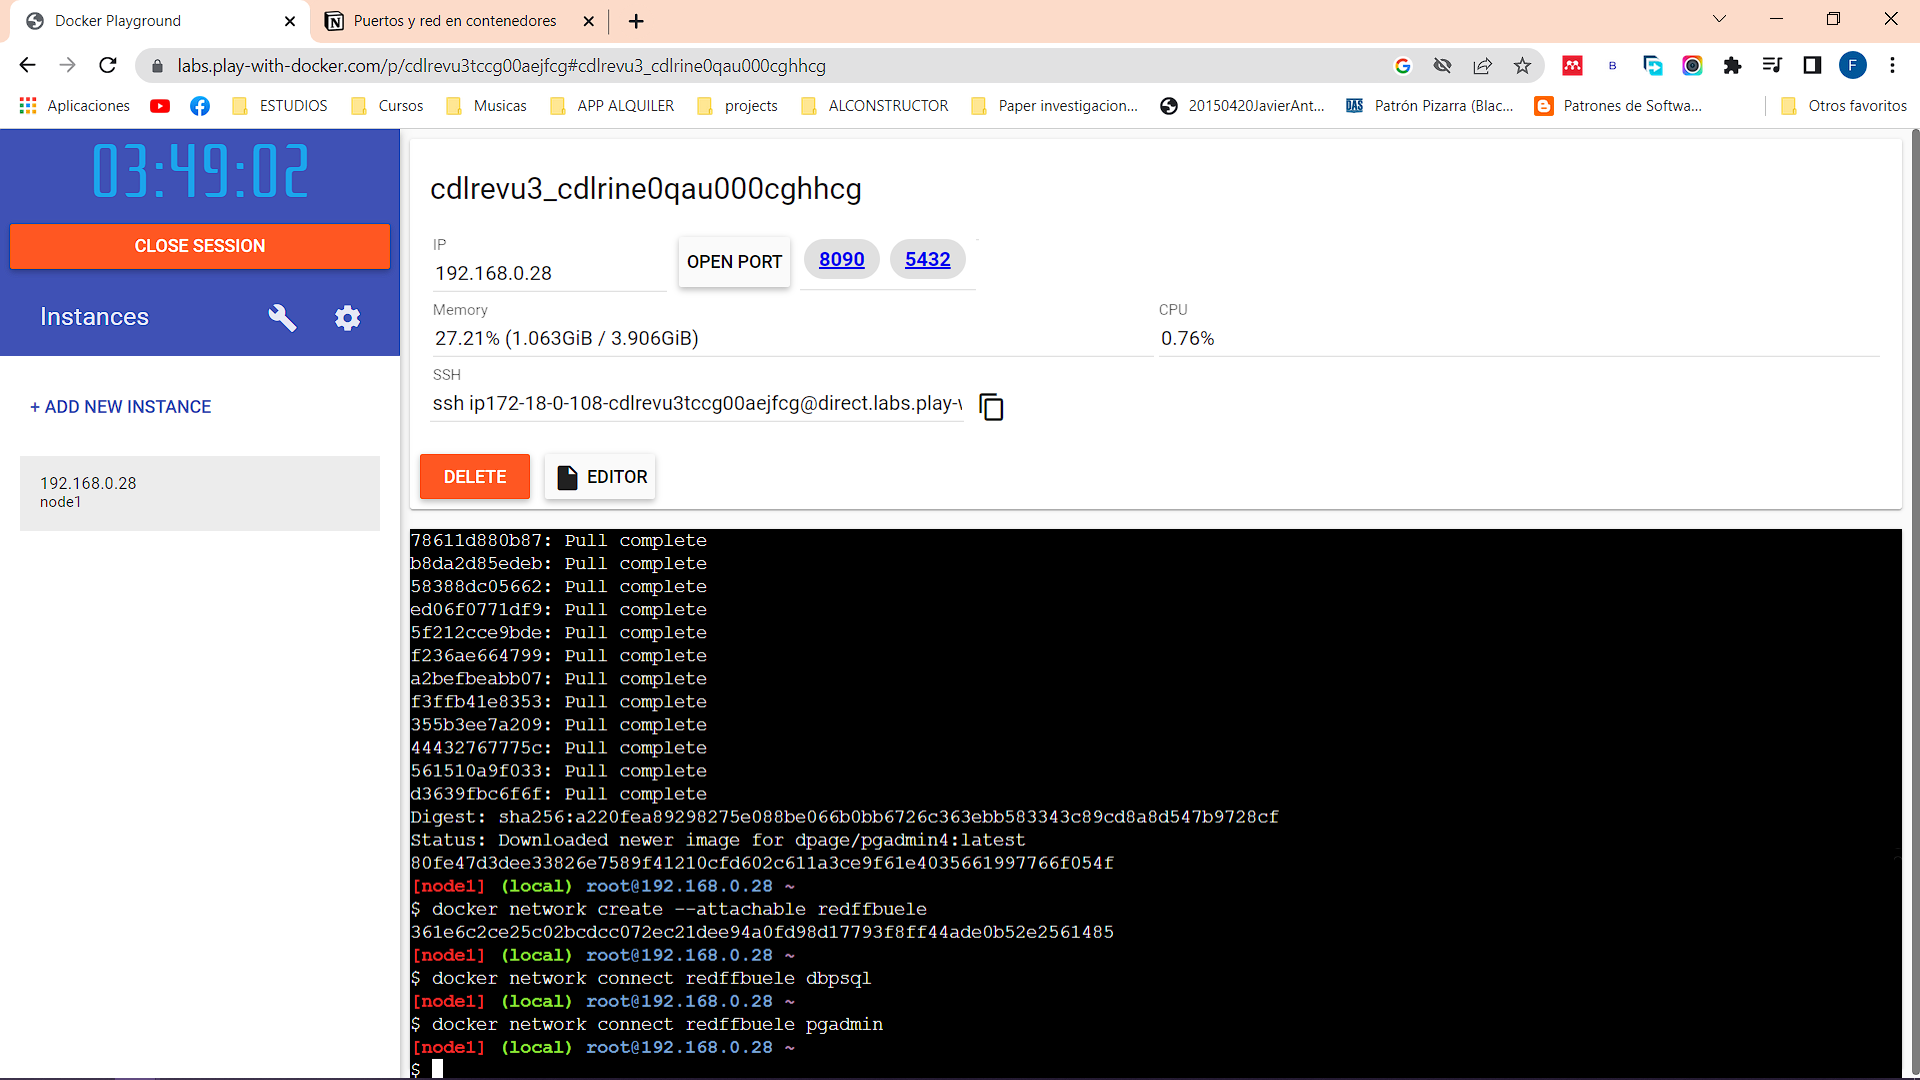 Docker Playground
Puertos y red en contenedores
labs.play-with-docker.com/p/cdlrevu3tccg00aejfcg#cdlrevu3_cdlrine0qau000cghhcg
B
F
Aplicaciones
ESTUDIOS
Cursos
Musicas
APP ALQUILER
projects
ALCONSTRUCTOR
Paper investigacion...
20150420JavierAnt...
Patrón Pizarra (Blac...
Patrones de Softwa...
Otros favoritos
03:49:02
CLOSE SESSION
Instances
+ ADD NEW INSTANCE
192.168.0.28
node1
cdlrevu3_cdlrine0qau000cghhcg
IP
192.168.0.28
OPEN PORT
8090
5432
Memory
27.21% (1.063GiB / 3.906GiB)
CPU
0.76%
SSH
ssh ip172-18-0-108-cdlrevu3tccg00aejfcg@direct.labs.play-w
DELETE
EDITOR
78611d880b87: Pull complete
b8da2d85edeb: Pull complete
58388dc05662: Pull complete
ed06f0771df9: Pull complete
5f212cce9bde: Pull complete
f236ae664799: Pull complete
a2befbeabb07: Pull complete
f3ffb41e8353: Pull complete
355b3ee7a209: Pull complete
44432767775c: Pull complete
561510a9f033: Pull complete
d3639fbc6f6f: Pull complete
Digest: sha256:a220fea89298275e088be066b0bb6726c363ebb583343c89cd8a8d547b9728cf
Status: Downloaded newer image for dpage/pgadmin4:latest
80fe47d3dee33826e7589f41210cfd602c611a3ce9f61e4035661997766f054f
[node1] (local) root@192.168.0.28 ~
$ docker network create --attachable redffbuele
361e6c2ce25c02bcdcc072ec21dee94a0fd98d17793f8ff44ade0b52e2561485
[node1] (local) root@192.168.0.28 ~
$ docker network connect redffbuele dbpsql
[node1] (local) root@192.168.0.28 ~
$ docker network connect redffbuele pgadmin
[node1] (local) root@192.168.0.28 ~
$